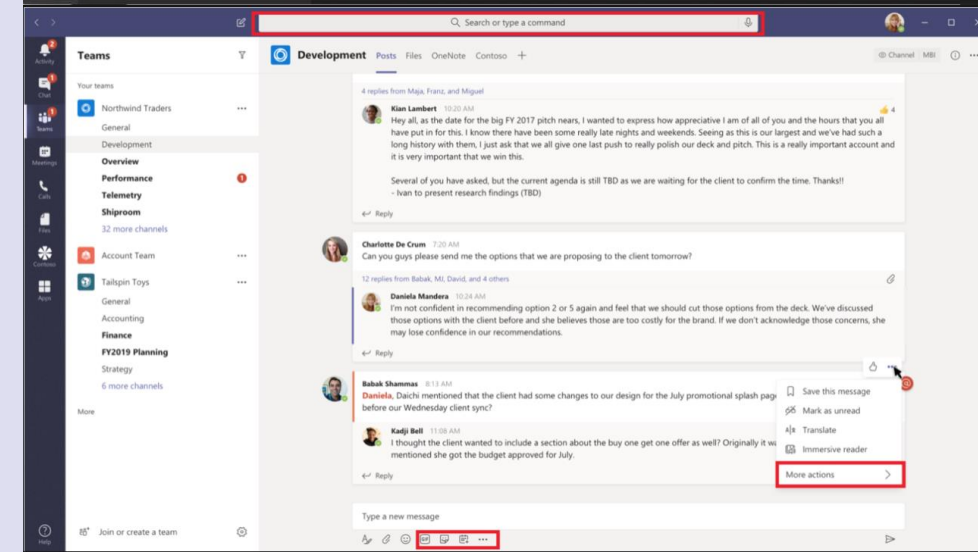 Search or type a command
2
Activity
Chat
Teams
Meetings
Calls
Files
Contoso
Apps
Help
Teams
Your teams
Northwind Traders
General
Development
Overview
Performance
1
Telemetry
Shiproom
32 more channels
Account Team
Tailspin Toys
General
Accounting
Finance
FY2019 Planning
Strategy
6 more channels
More
Join or create a team
Development Posts Files OneNote Contoso +
Channel MBI
4 replies from Maja, Franz, and Miguel
Kian Lambert 10:20 AM
4
Hey all, as the date for the big FY 2017 pitch nears, I wanted to express how appreciative I am of all of you and the hours that you all
have put in for this. I know there have been some really late nights and weekends. Seeing as this is our largest and we've had such a
long history with them, I just ask that we all give one last push to really polish our deck and pitch. This is a really important account and
it is very important that we win this.
Several of you have asked, but the current agenda is still TBD as we are waiting for the client to confirm the time. Thanks!!
- Ivan to present research findings (TBD)
Reply
Charlotte De Crum 7:20 AM
Can you guys please send me the options that we are proposing to the client tomorrow?
12 replies from Babak, MJ, David, and 4 others
Daniela Mandera 10:24 AM
I'm not confident in recommending option 2 or 5 again and feel that we should cut those options from the deck. We've discussed
those options with the client before and she believes those are too costly for the brand. If we don't acknowledge those concerns, she
may lose confidence in our recommendations.
Reply
Babak Shammas 8:13 AM
Daniela, Daichi mentioned that the client had some changes to our design for the July promotional splash pag
before our Wednesday client sync?
Kadji Bell 11:08 AM
I thought the client wanted to include a section about the buy one get one offer as well? Originally it wa
mentioned she got the budget approved for July.
Reply
Save this message
Mark as unread
Translate
Immersive reader
More actions
Type a new message
GIF